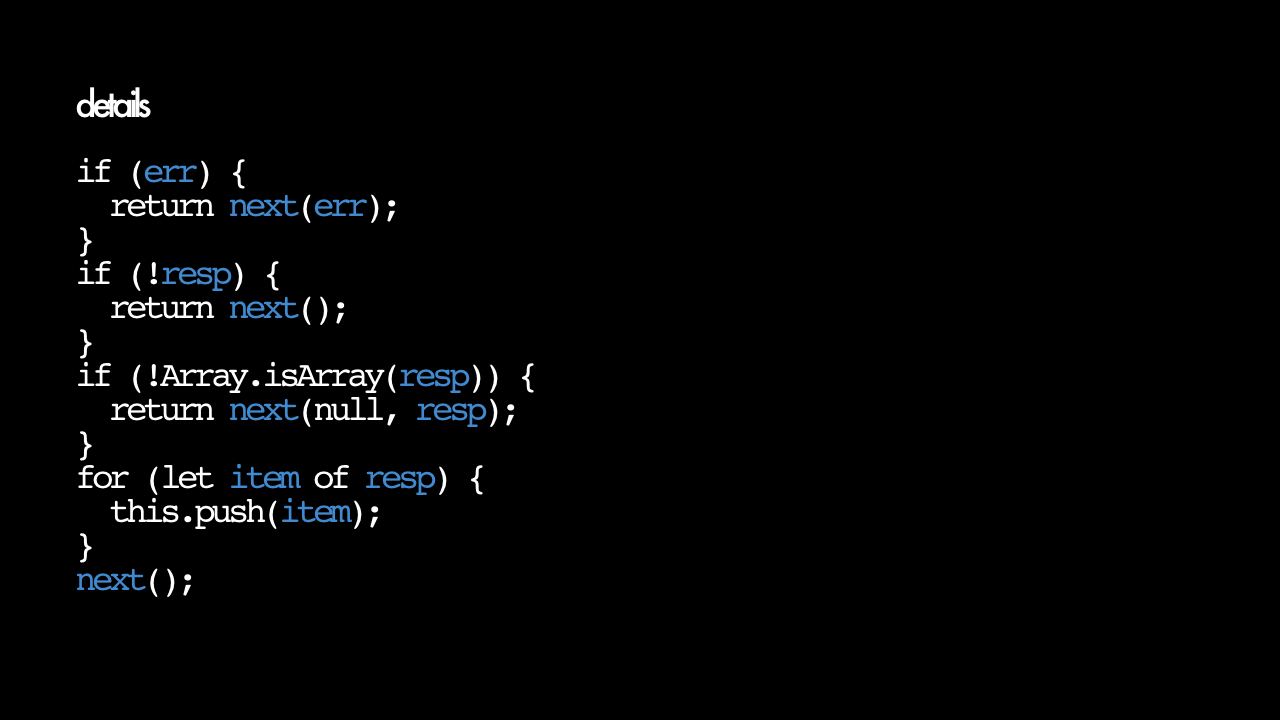 details
if (err) {
  return next(err);
}
if (!resp) {
  return next();
}
if (!Array.isArray(resp)) {
  return next(null, resp);
}
for (let item of resp) {
  this.push(item);
}
next();